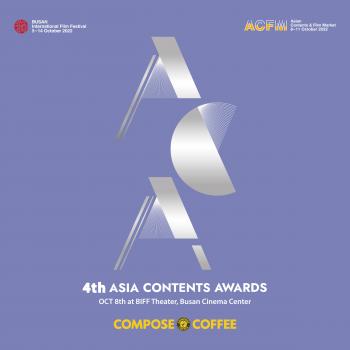 BUSAN
International Film Festival
5–14 October 2022
ACFM
Asian
Contents & Film Market
8–11 October 2022
A
C
A
4th ASIA CONTENTS AWARDS
OCT 8th at BIFF Theater, Busan Cinema Center
COMPOSE COFFEE